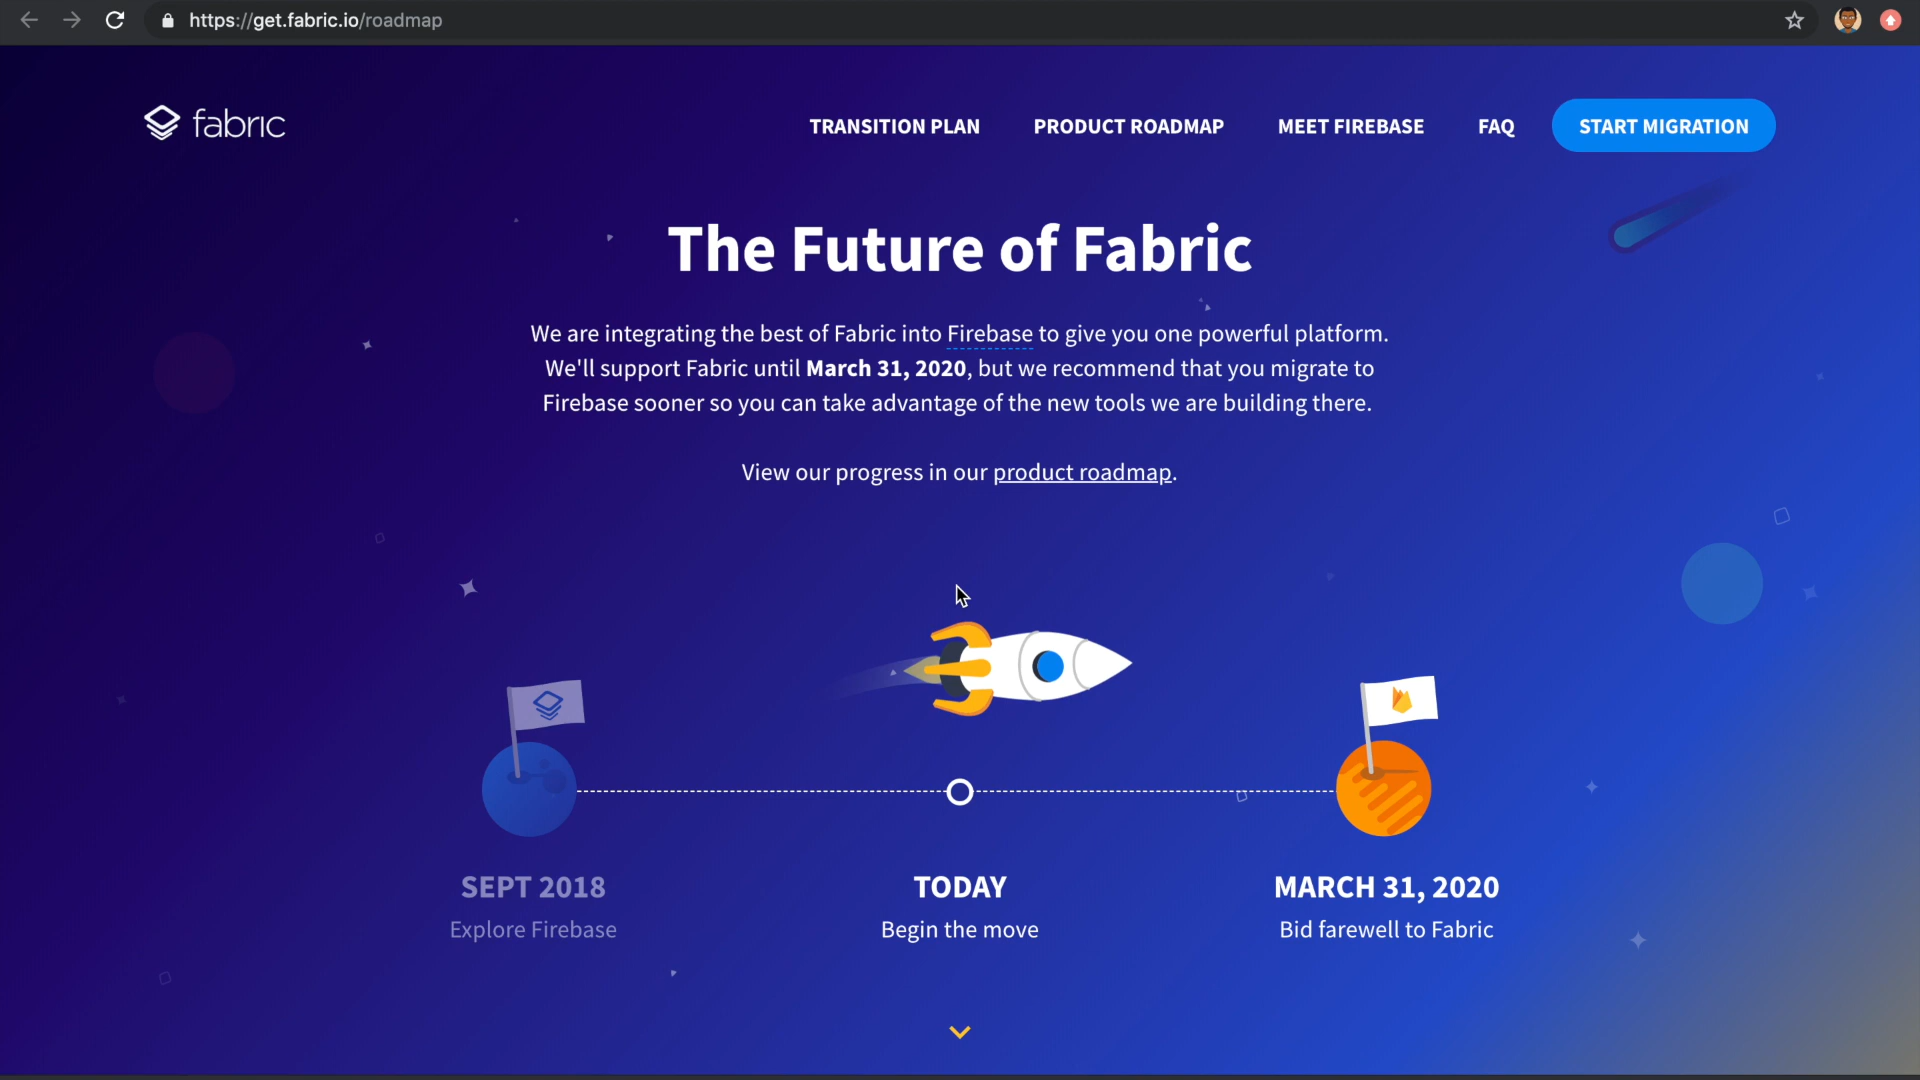 https://get.fabric.io/roadmap
fabric
TRANSITION PLAN
PRODUCT ROADMAP
MEET FIREBASE
FAQ
START MIGRATION
The Future of Fabric
We are integrating the best of Fabric into Firebase to give you one powerful platform.
We'll support Fabric until March 31, 2020, but we recommend that you migrate to
Firebase sooner so you can take advantage of the new tools we are building there.
View our progress in our product roadmap.
SEPT 2018
Explore Firebase
TODAY
Begin the move
MARCH 31, 2020
Bid farewell to Fabric